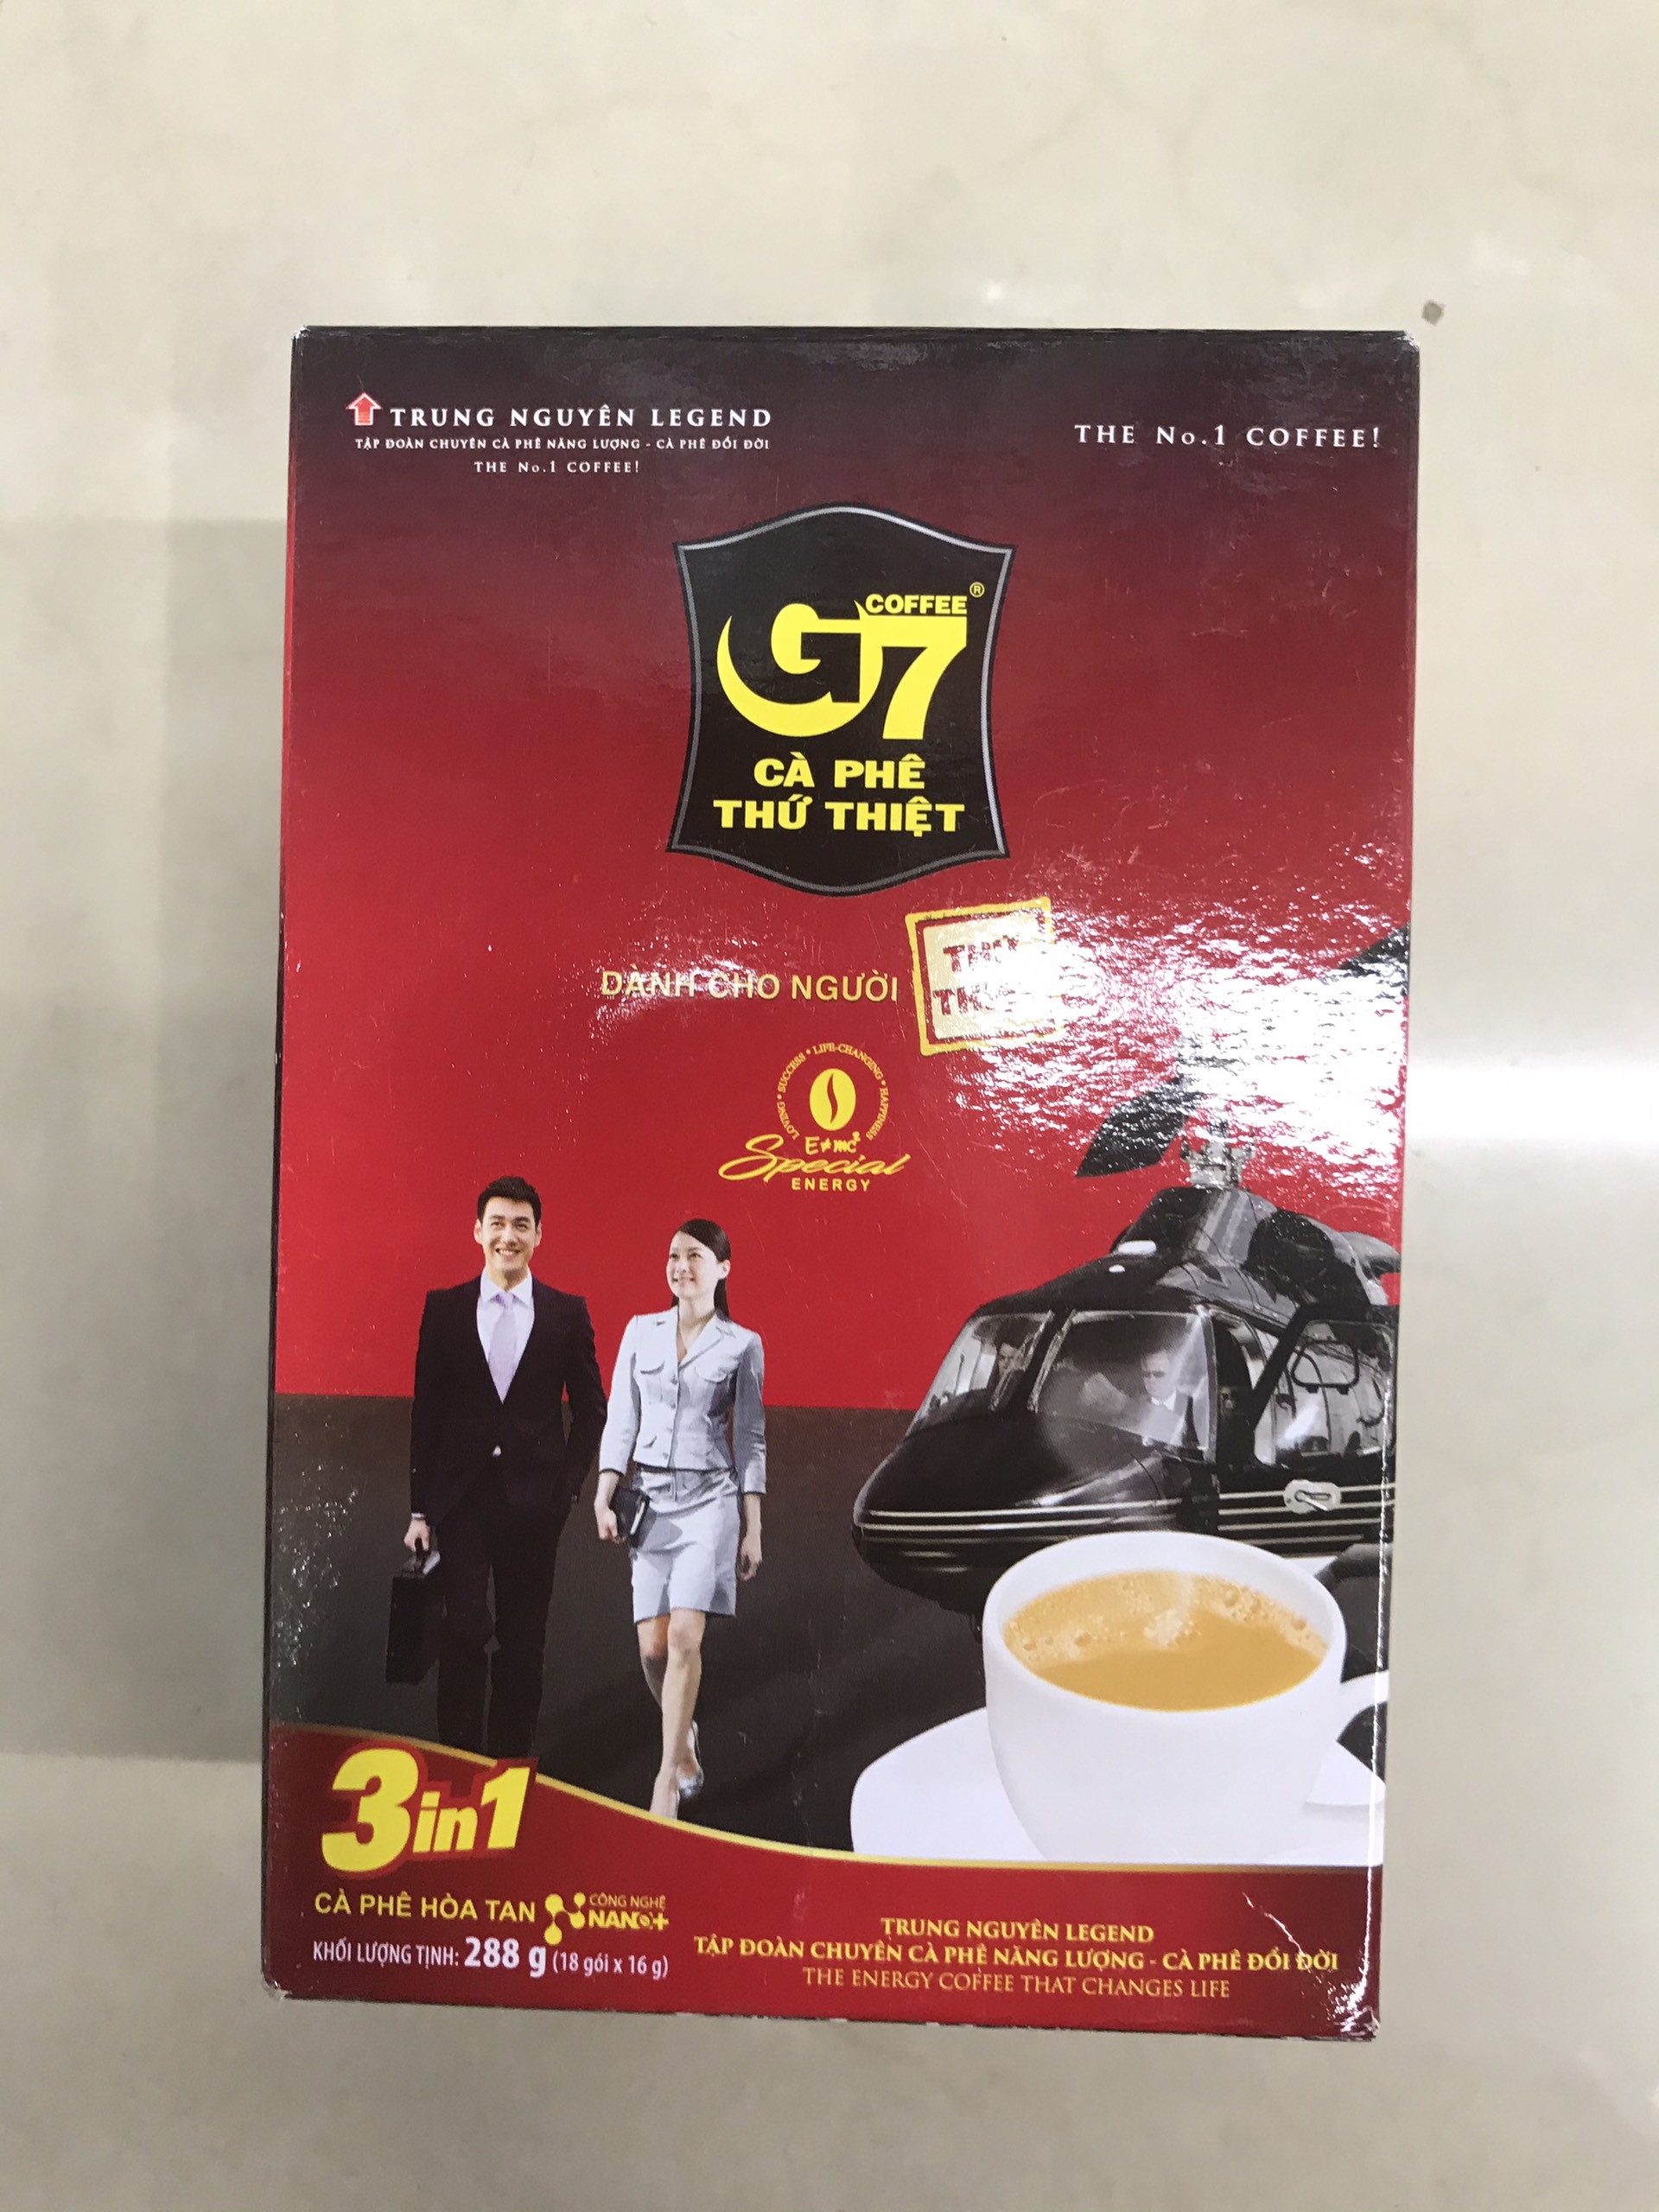 TRUNG NGUYÊN LEGEND
TẬP ĐOÀN CHUYÊN CÀ PHÊ NĂNG LƯỢNG - CÀ PHÊ ĐỔI ĐỜI
THE No.1 COFFEE!
THE No.1 COFFEE!
COFFEE ®
G7
CÀ PHÊ
THỨ THIỆT
DÀNH CHO NGƯỜI
LOVING • SUCCESS • LIFE-CHANGING • HAPPINESS
E≠mc²
Special
ENERGY
3in1
CÀ PHÊ HÒA TAN
CÔNG NGHỆ
NANO+
KHỐI LƯỢNG TỊNH: 288 g (18 gói x 16 g)
TRUNG NGUYÊN LEGEND
TẬP ĐOÀN CHUYÊN CÀ PHÊ NĂNG LƯỢNG - CÀ PHÊ ĐỔI ĐỜI
THE ENERGY COFFEE THAT CHANGES LIFE